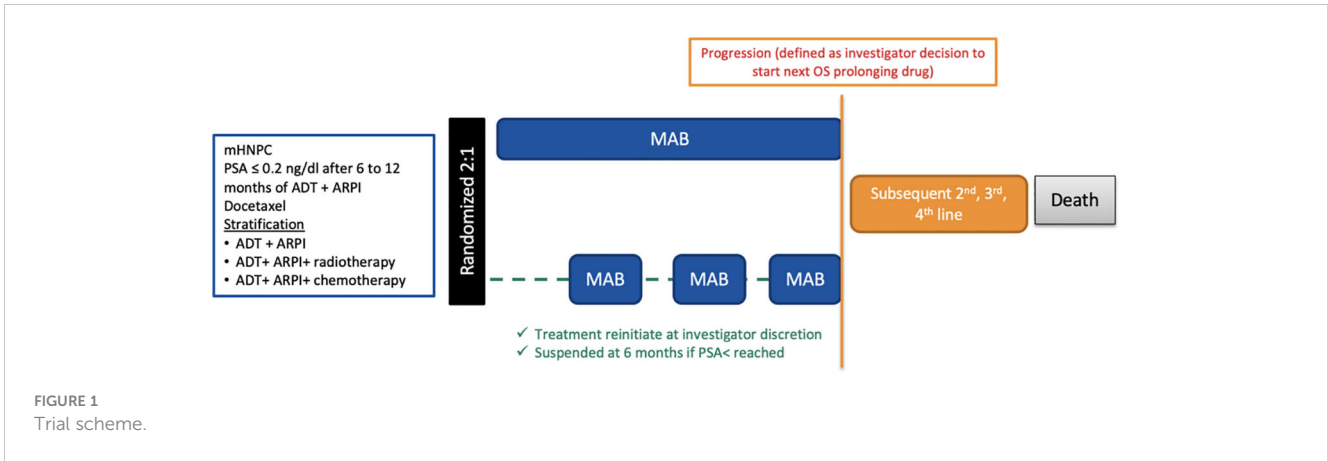 Progression (defined as investigator decision to
start next OS prolonging drug)
mHNPC
PSA ≤ 0.2 ng/dl after 6 to 12
months of ADT + ARPI
Docetaxel
Stratification
• ADT + ARPI
• ADT+ ARPI+ radiotherapy
• ADT+ ARPI+ chemotherapy
Randomized 2:1
MAB
Subsequent 2nd, 3rd,
4th line
Death
MAB MAB MAB
✓ Treatment reinitiate at investigator discretion
✓ Suspended at 6 months if PSA< reached
FIGURE 1
Trial scheme.